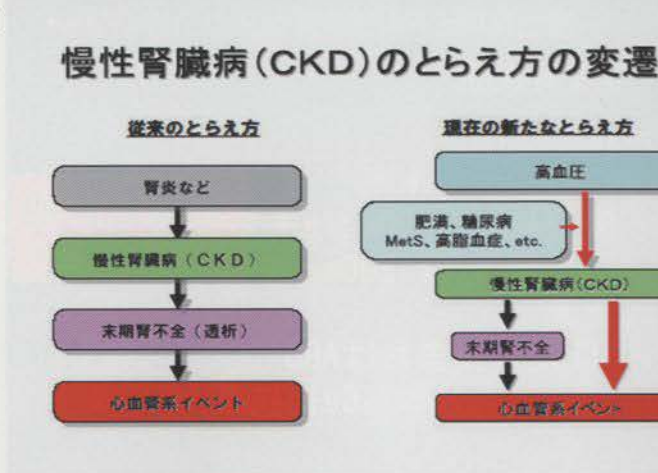 慢性腎臓病(CKD)のとらえ方の変遷
従来のとらえ方
腎炎など
慢性腎臓病(CKD)
末期腎不全(透析)
心血管系イベント
現在の新たなとらえ方
高血圧
肥満、糖尿病
MetS、高脂血症、etc.
慢性腎臓病(CKD)
末期腎不全
心血管系イベント